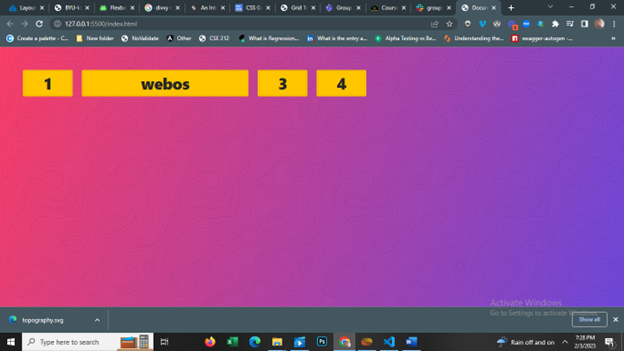 Layou
BYU-I
Flexbo
divvy
An Int
CSS G
Grid T
Group
Cours
group
Docu
127.0.0.1:5500/index.html
Create a palette - C...
New folder
NoValidate
Other
CSE 212
What is Regression...
What is the entry a...
Alpha Testing vs Be...
Understanding the...
swagger-autogen -...
1 webos 3 4
Activate Windows
Go to Settings to activate Windows.
topography.svg
Show all
Type here to search
Rain off and on
7:28 PM
2/3/2023